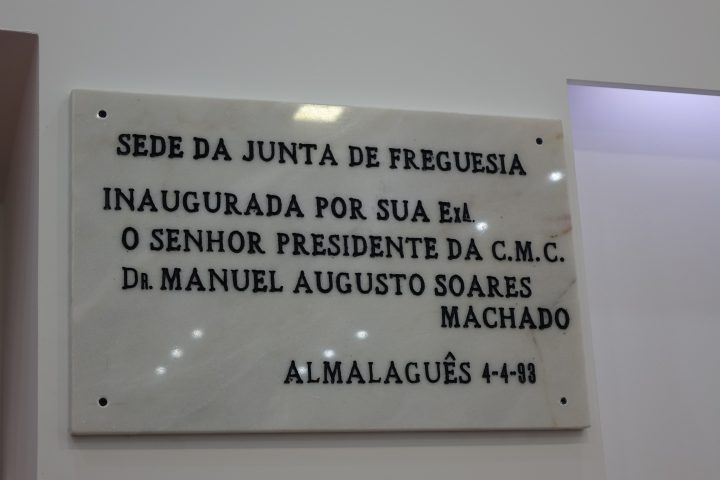 SEDE DA JUNTA DE FREGUESIA
INAUGURADA POR SUA ExA.
O SENHOR PRESIDENTE DA C.M.C.
DR. MANUEL AUGUSTO SOARES
MACHADO
ALMALAGUÊS 4-4-93